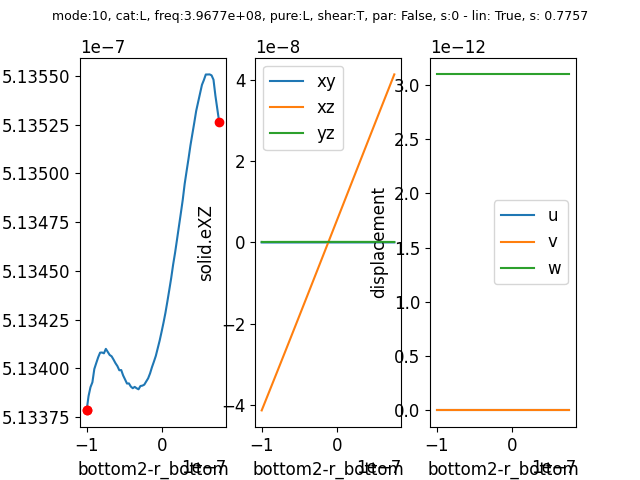 mode:10, cat:L, freq:3.9677e+08, pure:L, shear:T, par: False, s:0 - lin: True, s: 0.7757
1e−7
5.13550
5.13525
5.13500
5.13475
5.13450
5.13425
5.13400
5.13375
−1
0
1e−7
bottom2-r_bottom
1e−8
solid.eXZ
4
2
0
−2
−4
xy
xz
yz
−1
0
1e−7
bottom2-r_bottom
1e−12
displacement
3.0
2.5
2.0
1.5
1.0
0.5
0.0
u
v
w
−1
0
1e−7
bottom2-r_bottom